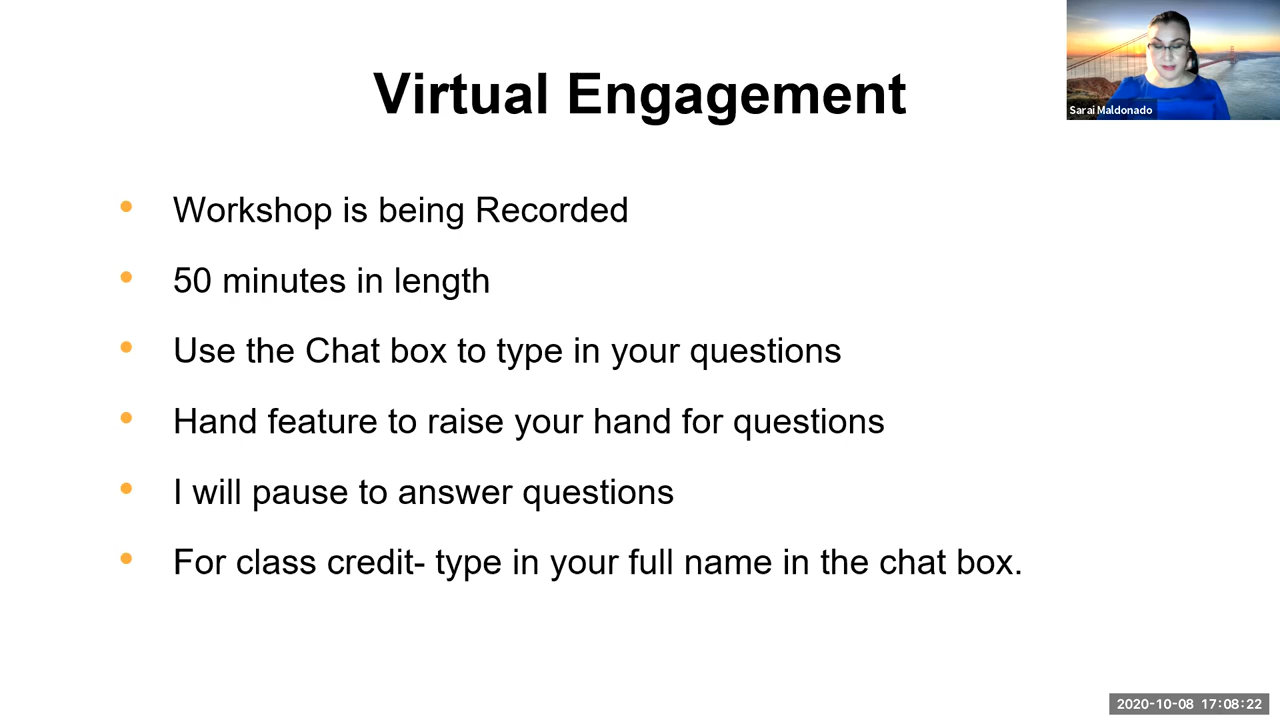 Virtual Engagement
Sarai Maldonado
• Workshop is being Recorded
• 50 minutes in length
• Use the Chat box to type in your questions
• Hand feature to raise your hand for questions
• I will pause to answer questions
• For class credit- type in your full name in the chat box.
2020-10-08 17:08:22